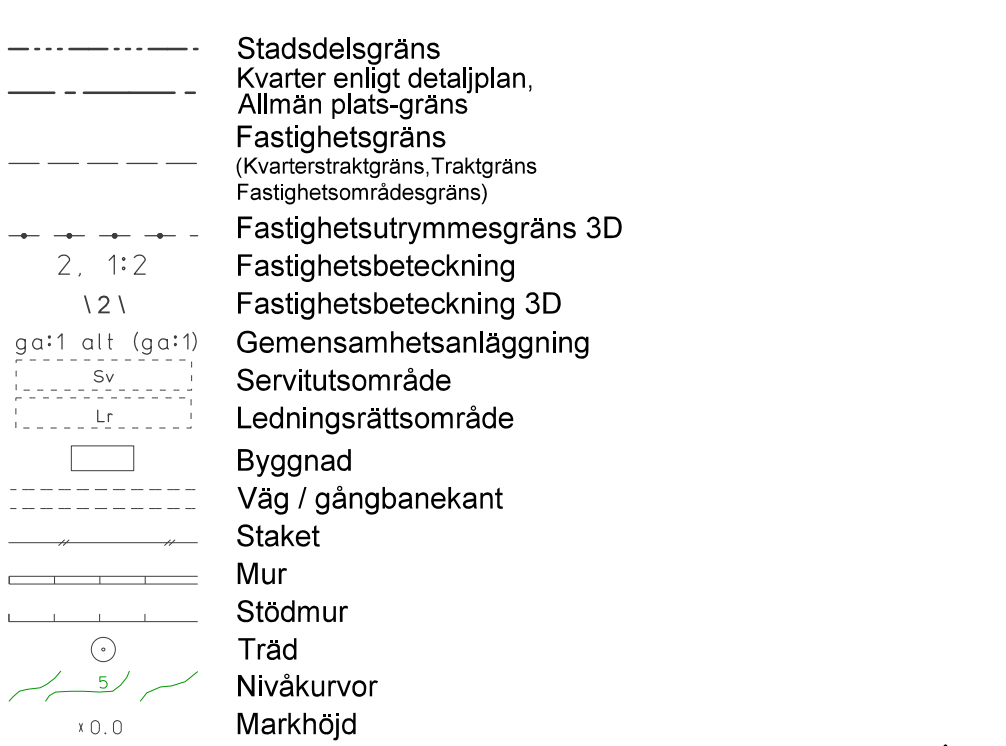 Stadsdelsgräns
Kvarter enligt detaljplan,
Allmän plats-gräns
Fastighetsgräns
(Kvarterstraktgräns,Traktgräns
Fastighetsområdesgräns)
Fastighetsutrymmesgräns 3D
2, 1:2 Fastighetsbeteckning
\2\ Fastighetsbeteckning 3D
ga:1 alt (ga:1) Gemensamhetsanläggning
Sv Servitutsområde
Lr Ledningsrättsområde
Byggnad
Väg / gångbanekant
Staket
Mur
Stödmur
Träd
5 Nivåkurvor
x0.0 Markhöjd